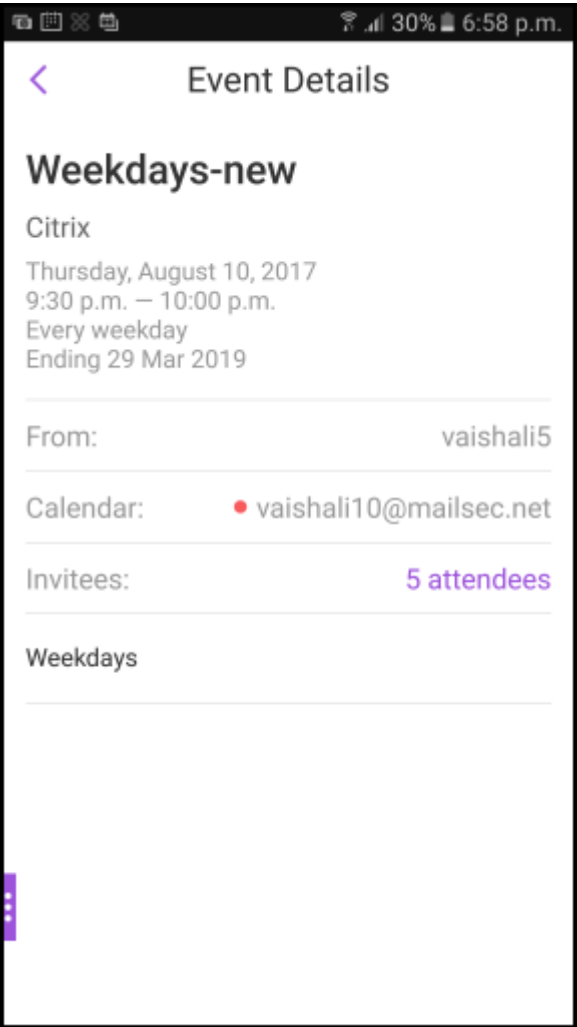 30% 6:58 p.m.
Event Details
Weekdays-new
Citrix
Thursday, August 10, 2017
9:30 p.m. — 10:00 p.m.
Every weekday
Ending 29 Mar 2019
From: vaishali5
Calendar: vaishali10@mailsec.net
Invitees: 5 attendees
Weekdays